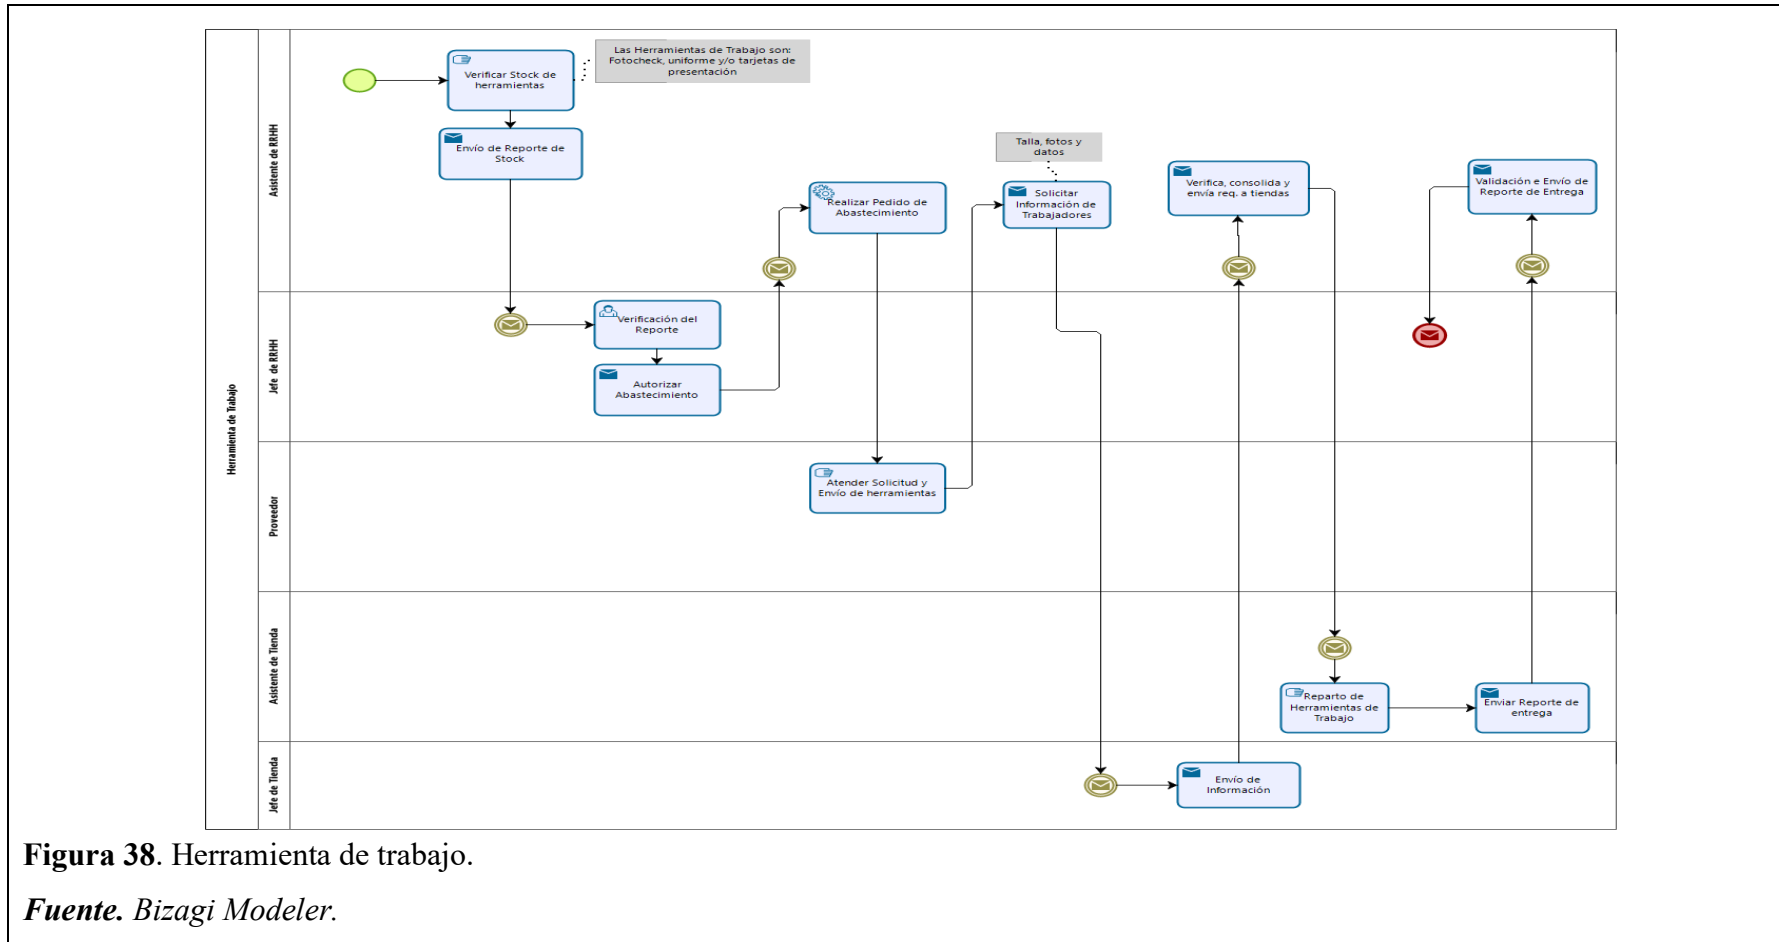 Herramienta de Trabajo
Asistente de RRHH
Verificar Stock de
herramientas
Las Herramientas de Trabajo son:
Fotocheck, uniforme y/o tarjetas de
presentación
Envío de Reporte de
Stock
Realizar Pedido de
Abastecimiento
Talla, fotos y
datos
Solicitar
Información de
Trabajadores
Verifica, consolida y
envía req. a tiendas
Validación e Envío de
Reporte de Entrega
Jefe de RRHH
Verificación del
Reporte
Autorizar
Abastecimiento
Proveedor
Atender Solicitud y
Envío de herramientas
Asistente de Tienda
Reparto de
Herramientas de
Trabajo
Enviar Reporte de
entrega
Jefe de Tienda
Envío de
Información
Figura 38. Herramienta de trabajo.
Fuente. Bizagi Modeler.